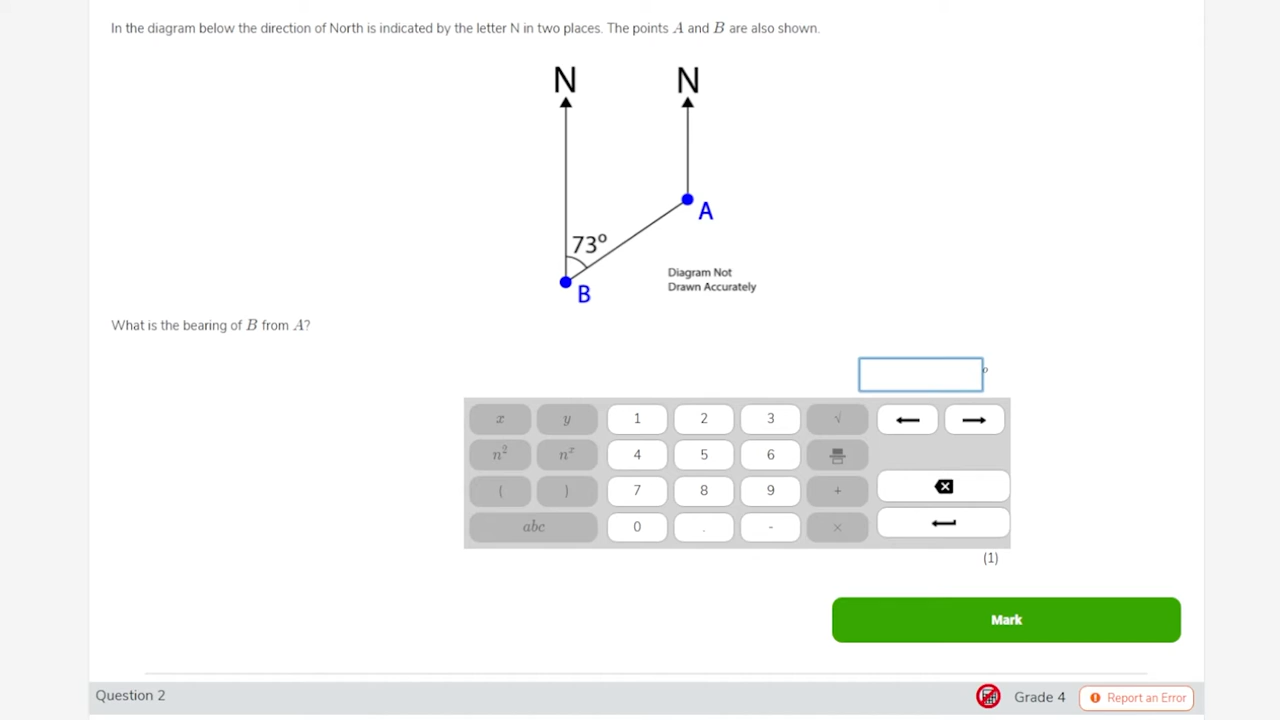 In the diagram below the direction of North is indicated by the letter N in two places. The points A and B are also shown.
N N
A
73º
B
Diagram Not
Drawn Accurately
What is the bearing of B from A?
º
x y 1 2 3 √ ← →
n² nˣ 4 5 6
( ) 7 8 9 +
abc 0 . - ×
(1)
Mark
Question 2 Grade 4 Report an Error